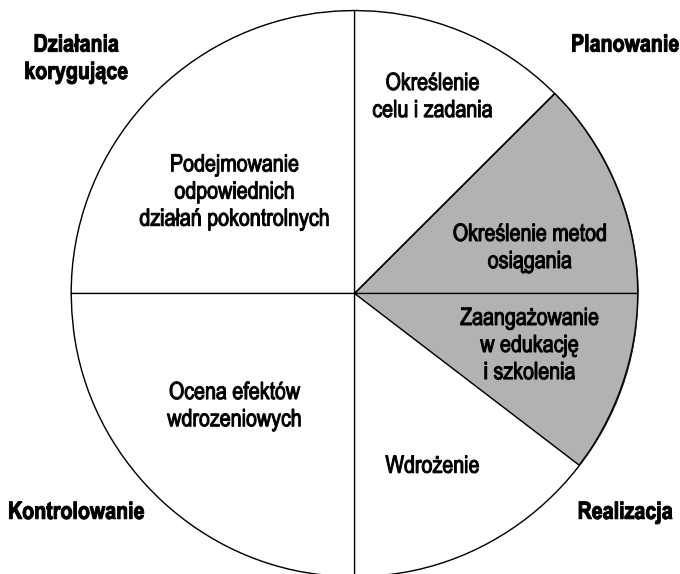 Działania
korygujące
Planowanie
Określenie
celu i zadania
Podejmowanie
odpowiednich
działań pokontrolnych
Określenie metod
osiągania
Zaangażowanie
w edukację
i szkolenia
Ocena efektów
wdrozeniowych
Wdrożenie
Kontrolowanie
Realizacja